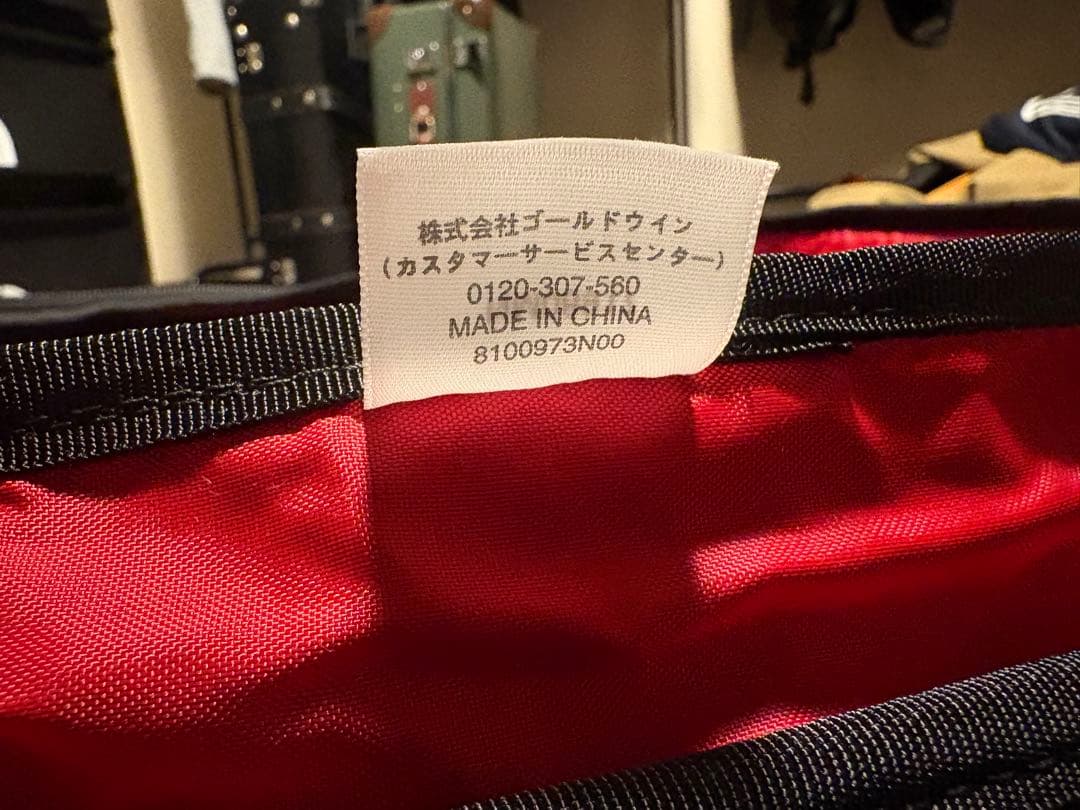 株式会社ゴールドウイン
(カスタマーサービスセンター)
0120-307-560
MADE IN CHINA
8100973N00